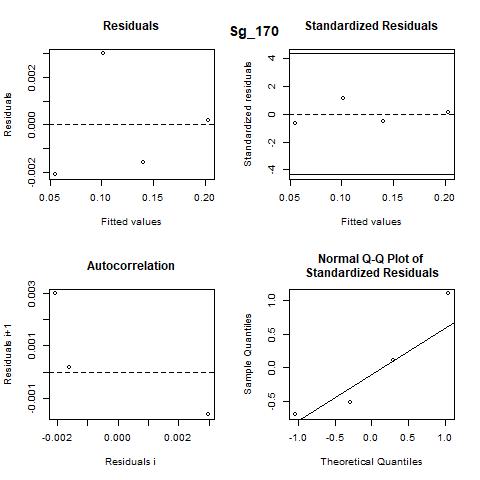 Sg_170
Residuals
Residuals
-0.002 0.000 0.002
0.05 0.10 0.15 0.20
Fitted values
Standardized Residuals
Standardized residuals
-4 -2 0 2 4
0.05 0.10 0.15 0.20
Fitted values
Autocorrelation
Residuals i+1
-0.001 0.001 0.003
-0.002 0.000 0.002
Residuals i
Normal Q-Q Plot of
Standardized Residuals
Sample Quantiles
-0.5 0.0 0.5 1.0
-1.0 -0.5 0.0 0.5 1.0
Theoretical Quantiles